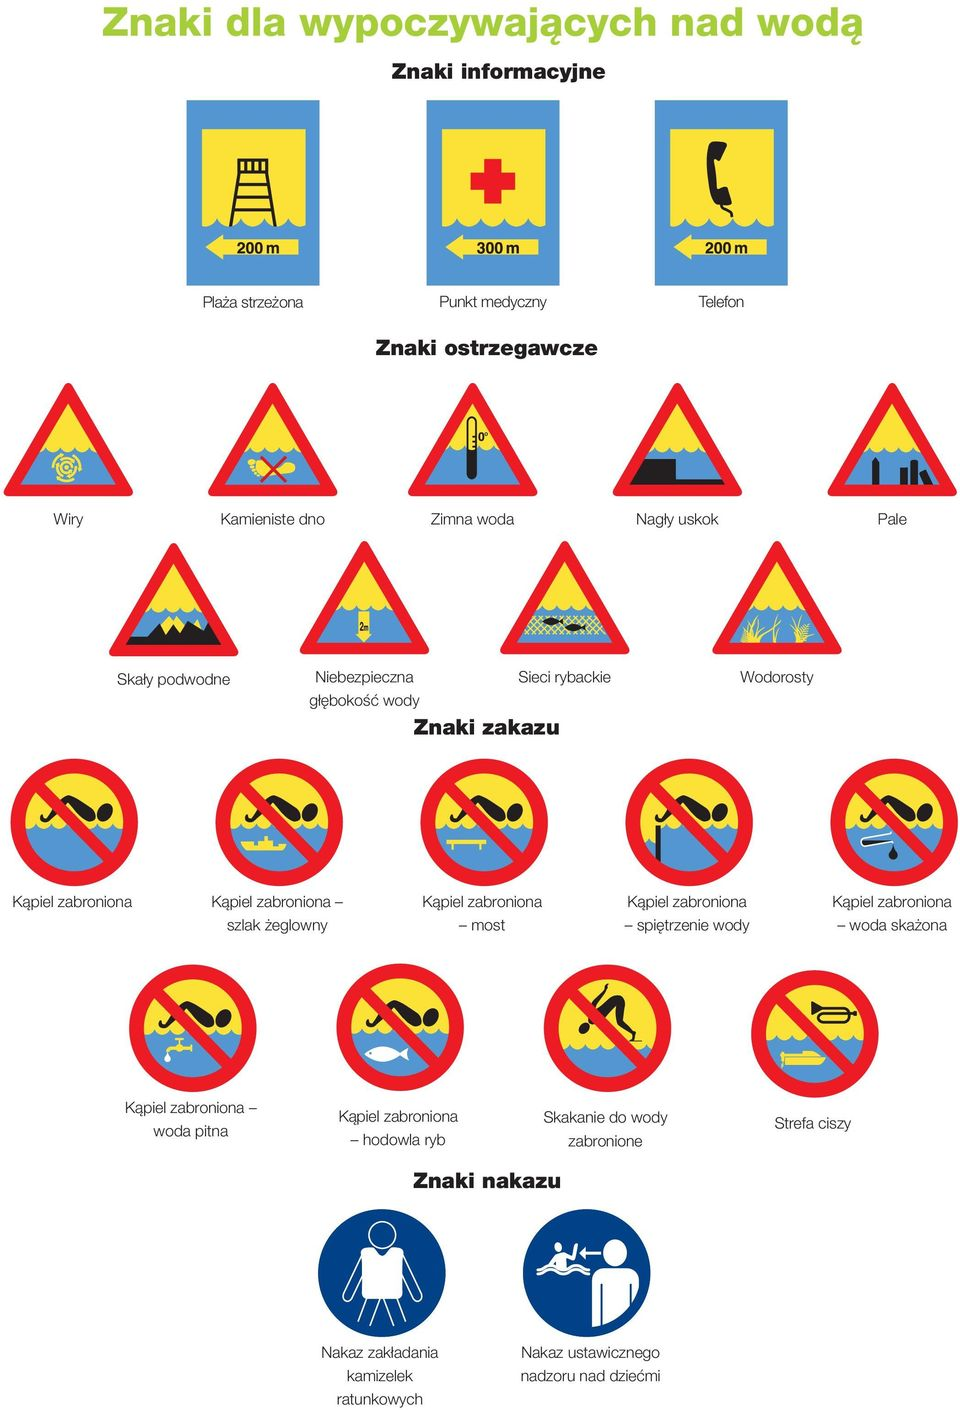 Znaki dla wypoczywających nad wodą
Znaki informacyjne
200 m
300 m
200 m
Plaża strzeżona
Punkt medyczny
Telefon
Znaki ostrzegawcze
0°
Wiry
Kamieniste dno
Zimna woda
Nagły uskok
Pale
2m
Skały podwodne
Niebezpieczna
głębokość wody
Sieci rybackie
Wodorosty
Znaki zakazu
Kąpiel zabroniona
Kąpiel zabroniona –
szlak żeglowny
Kąpiel zabroniona
– most
Kąpiel zabroniona
– spiętrzenie wody
Kąpiel zabroniona
– woda skażona
Kąpiel zabroniona –
woda pitna
Kąpiel zabroniona
– hodowla ryb
Skakanie do wody
zabronione
Strefa ciszy
Znaki nakazu
Nakaz zakładania
kamizelek
ratunkowych
Nakaz ustawicznego
nadzoru nad dziećmi